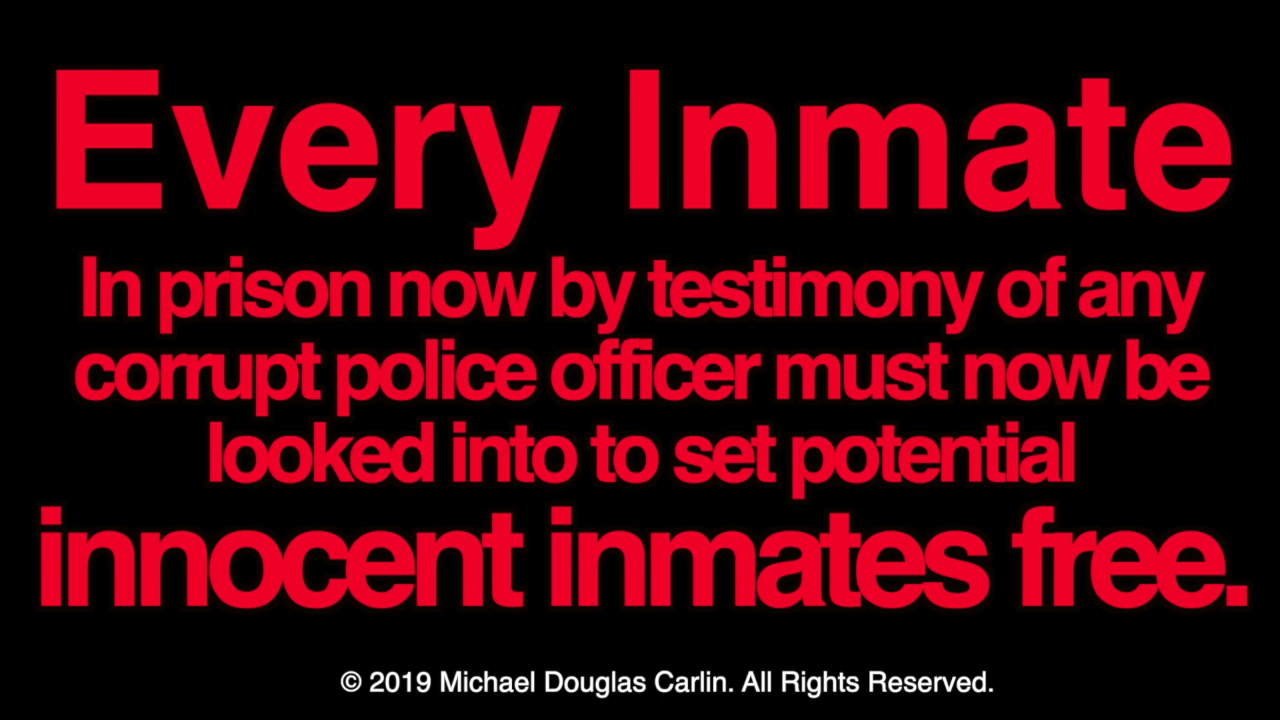 Every Inmate
In prison now by testimony of any
corrupt police officer must now be
looked into to set potential
innocent inmates free.
© 2019 Michael Douglas Carlin. All Rights Reserved.